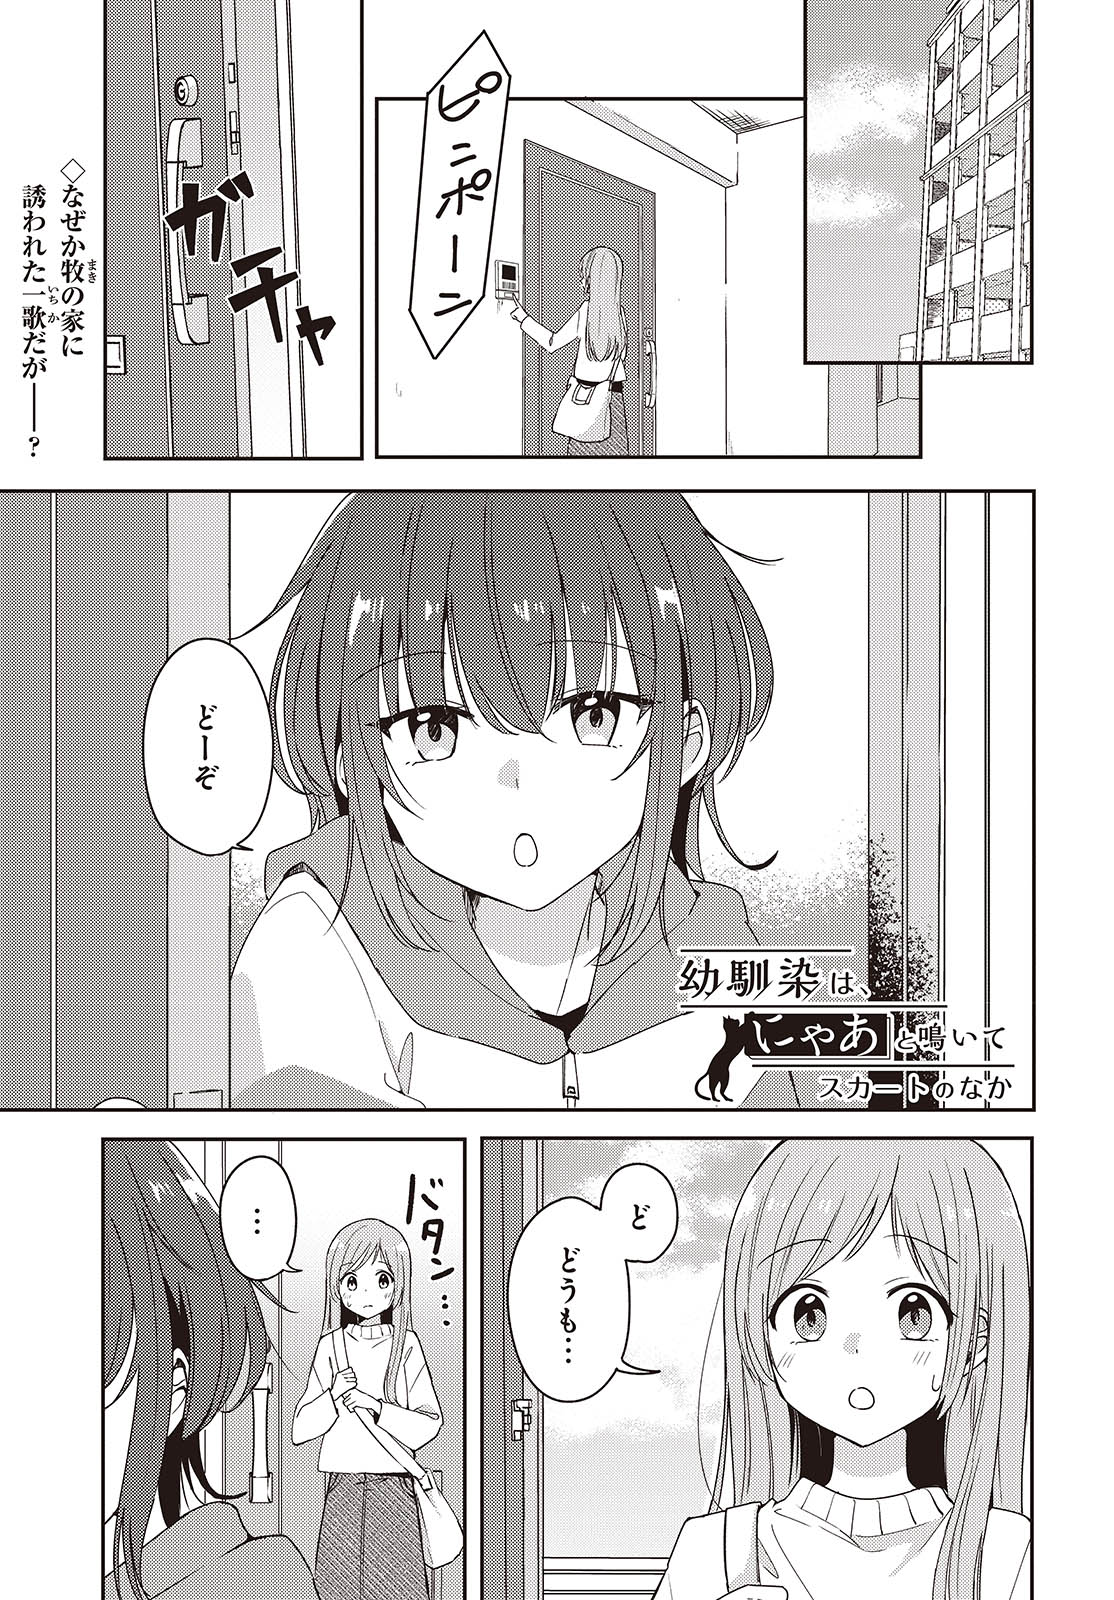 ピンポーン
ガチャ
◇なぜか牧の家に
誘われた一歌だが――？
まき
いちか
どーぞ
幼馴染は、
にゃあと鳴いて
スカートのなか
ど
どうも…
バタン…
…